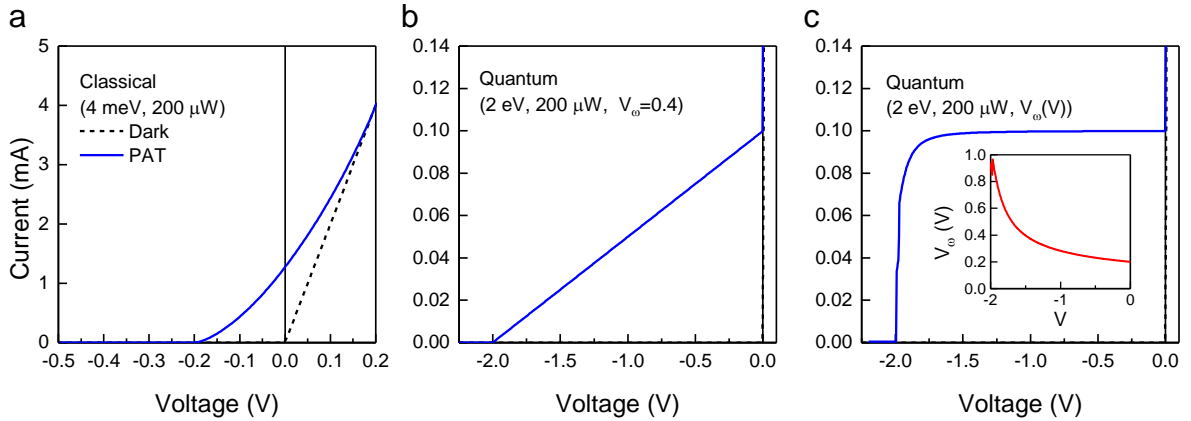 a
5
4
3
2
1
0
Current (mA)
Classical
(4 meV, 200 μW)
Dark
PAT
-0.5 -0.4 -0.3 -0.2 -0.1 0.0 0.1 0.2
Voltage (V)
b
0.14
0.12
0.10
0.08
0.06
0.04
0.02
0.00
Quantum
(2 eV, 200 μW, Vω=0.4)
-2.0 -1.5 -1.0 -0.5 0.0
Voltage (V)
c
0.14
0.12
0.10
0.08
0.06
0.04
0.02
0.00
Quantum
(2 eV, 200 μW, Vω(V))
1.0
0.8
0.6
0.4
0.2
0.0
Vω (V)
-2 -1 0
V
-2.0 -1.5 -1.0 -0.5 0.0
Voltage (V)